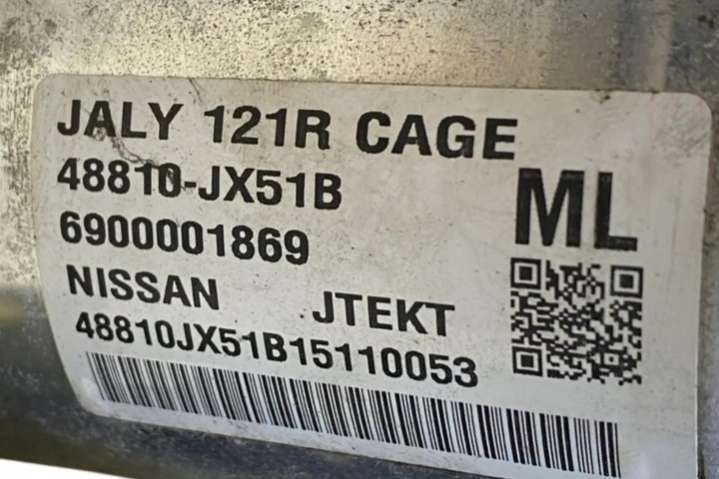 JALY 121R CAGE
48810-JX51B
ML
6900001869
NISSAN JTEKT
48810JX51B15110053